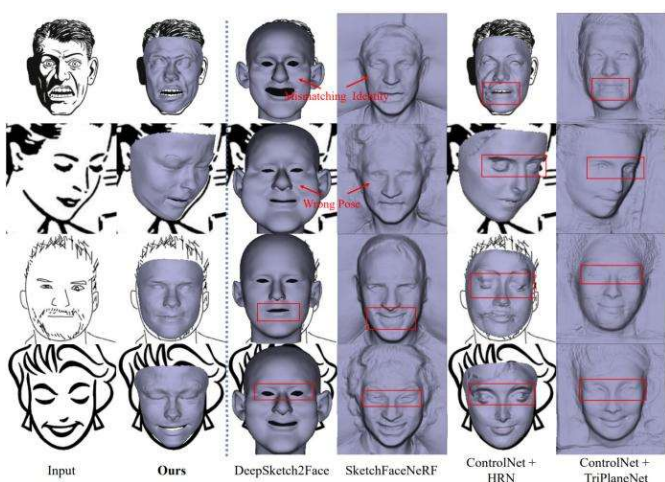 Mismatching Identity
Wrong Pose
Input
Ours
DeepSketch2Face
SketchFaceNeRF
ControlNet +
HRN
ControlNet +
TriPlaneNet